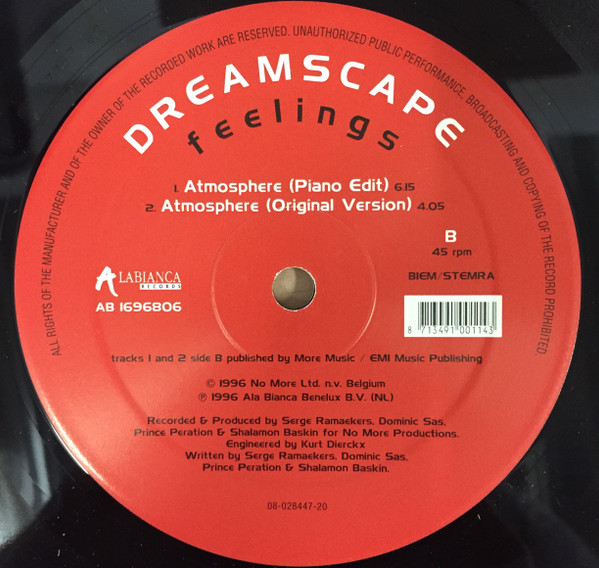 ALL RIGHTS OF THE MANUFACTURER AND OF THE OWNER OF THE RECORDED WORK ARE RESERVED. UNAUTHORIZED PUBLIC PERFORMANCE, BROADCASTING AND COPYING OF THE RECORD PROHIBITED.
DREAMSCAPE
feelings
1. Atmosphere (Piano Edit) 6.15
2. Atmosphere (Original Version) 4.05
B
45 rpm
ALABIANCA
RECORDS
AB 1696806
BIEM/STEMRA
8 713491 001143
tracks 1 and 2 side B published by More Music / EMI Music Publishing
© 1996 No More Ltd. n.v. Belgium
℗ 1996 Ala Bianca Benelux B.V. (NL)
Recorded & Produced by Serge Ramaekers, Dominic Sas,
Prince Peration & Shalamon Baskin for No More Productions.
Engineered by Kurt Dierckx
Written by Serge Ramaekers, Dominic Sas,
Prince Peration & Shalamon Baskin.
08-028447-20